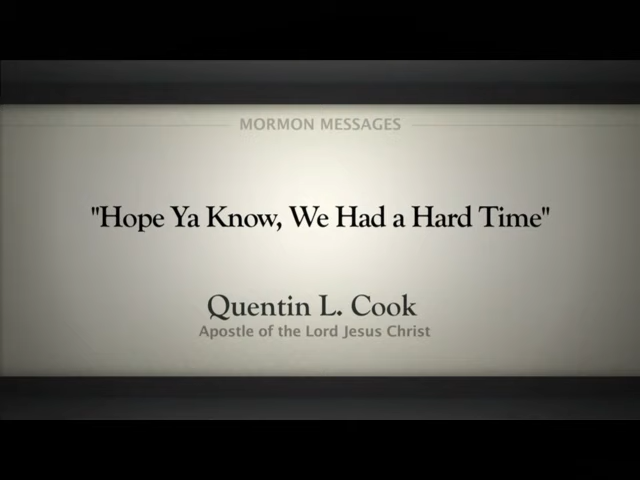 MORMON MESSAGES
"Hope Ya Know, We Had a Hard Time"
Quentin L. Cook
Apostle of the Lord Jesus Christ